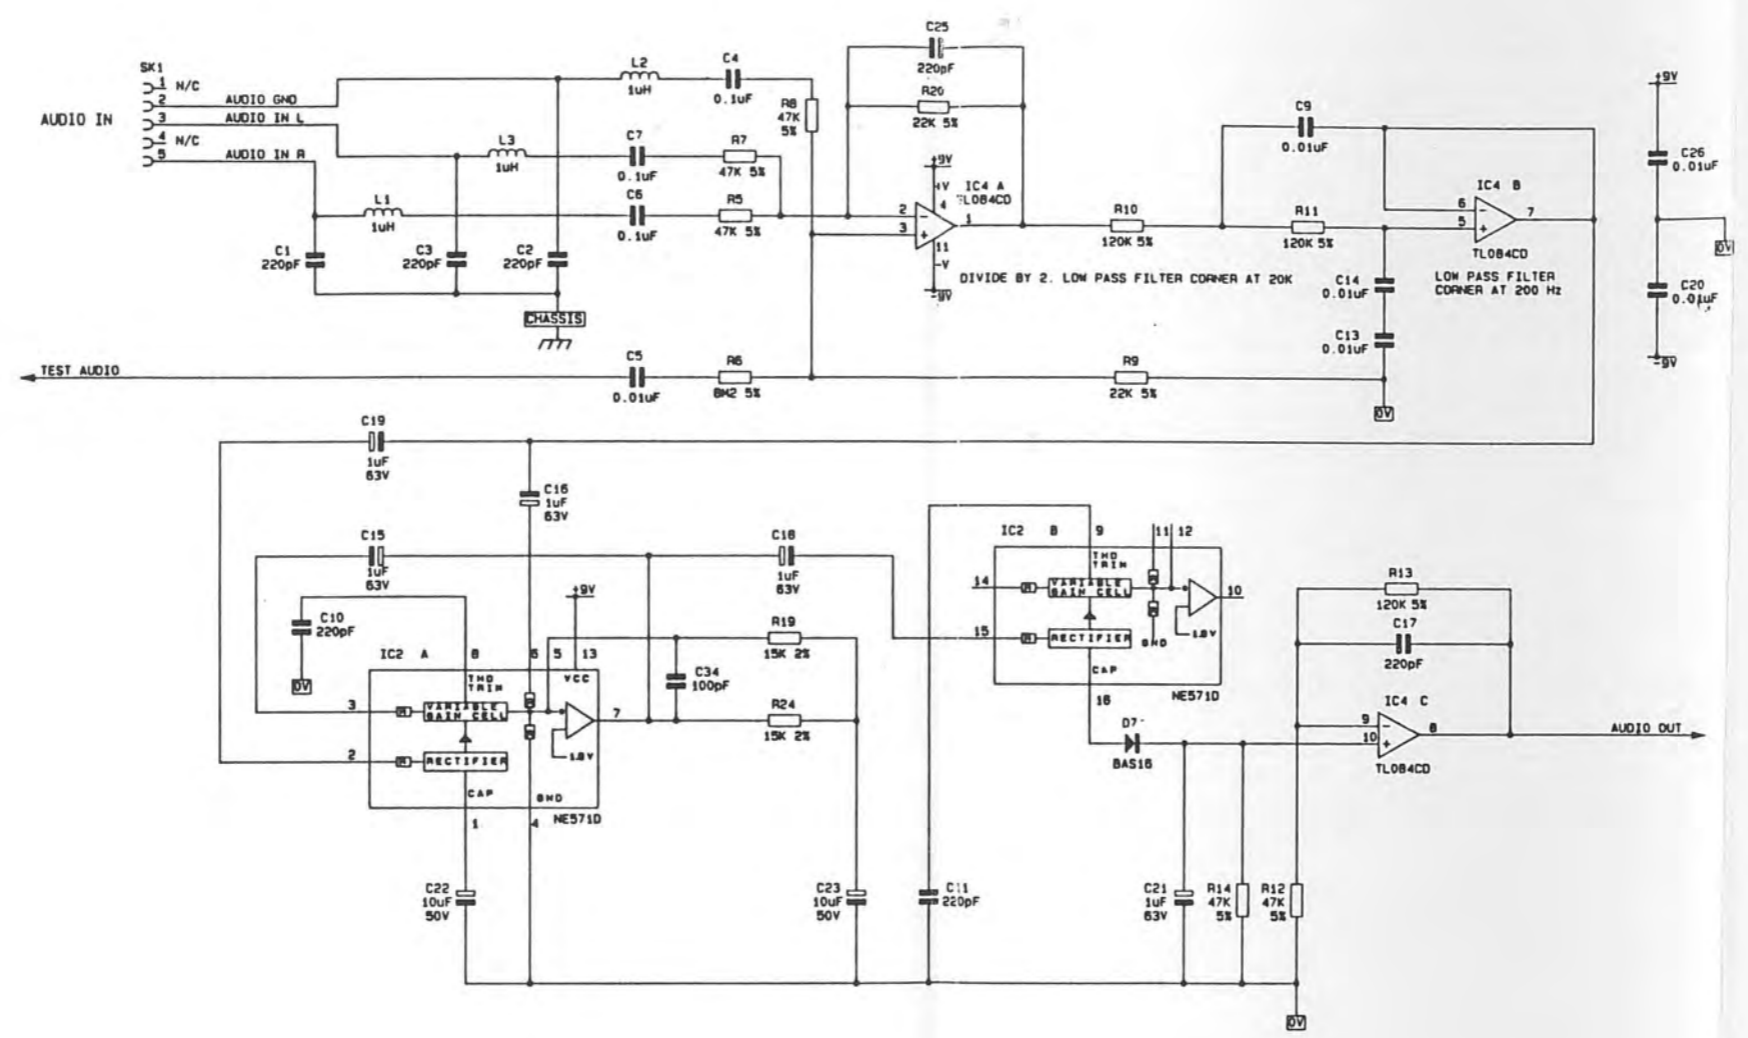 SK1
1 N/C
2 AUDIO GND
AUDIO IN
3 AUDIO IN L
4 N/C
5 AUDIO IN R
L2
1uH
C4
0.1uF
R8
47K
5%
L3
1uH
C7
0.1uF
R7
47K 5%
L1
1uH
C6
0.1uF
R5
47K 5%
C1
220pF
C3
220pF
C2
220pF
CHASSIS
C25
220pF
R20
22K 5%
+9V
+V
4
IC4 A
TL084CD
2
-
3
+
1
11
-V
-9V
DIVIDE BY 2. LOW PASS FILTER CORNER AT 20K
R10
120K 5%
C9
0.01uF
R11
120K 5%
C14
0.01uF
C13
0.01uF
0V
IC4 B
6
-
5
+
7
TL084CD
LOW PASS FILTER
CORNER AT 200 Hz
+9V
C26
0.01uF
0V
C20
0.01uF
-9V
TEST AUDIO
C5
0.01uF
R6
8M2 5%
R9
22K 5%
C19
1uF
63V
C16
1uF
63V
C15
1uF
63V
C18
1uF
63V
C10
220pF
0V
+9V
R19
15K 2%
C34
100pF
R24
15K 2%
IC2 A
8
6
5
13
THD
TRIM
VCC
3
R
VARIABLE
GAIN CELL
R
R
7
1.8V
2
R
RECTIFIER
CAP
GND
1
4
NE571D
C22
10uF
50V
C23
10uF
50V
C11
220pF
IC2 B
9
11
12
THD
TRIM
14
R
VARIABLE
GAIN CELL
R
R
10
1.8V
15
R
RECTIFIER
GND
CAP
16
NE571D
D7
BAS16
C21
1uF
63V
R14
47K
5%
R12
47K
5%
R13
120K 5%
C17
220pF
IC4 C
9
-
10
+
8
TL084CD
AUDIO OUT
0V